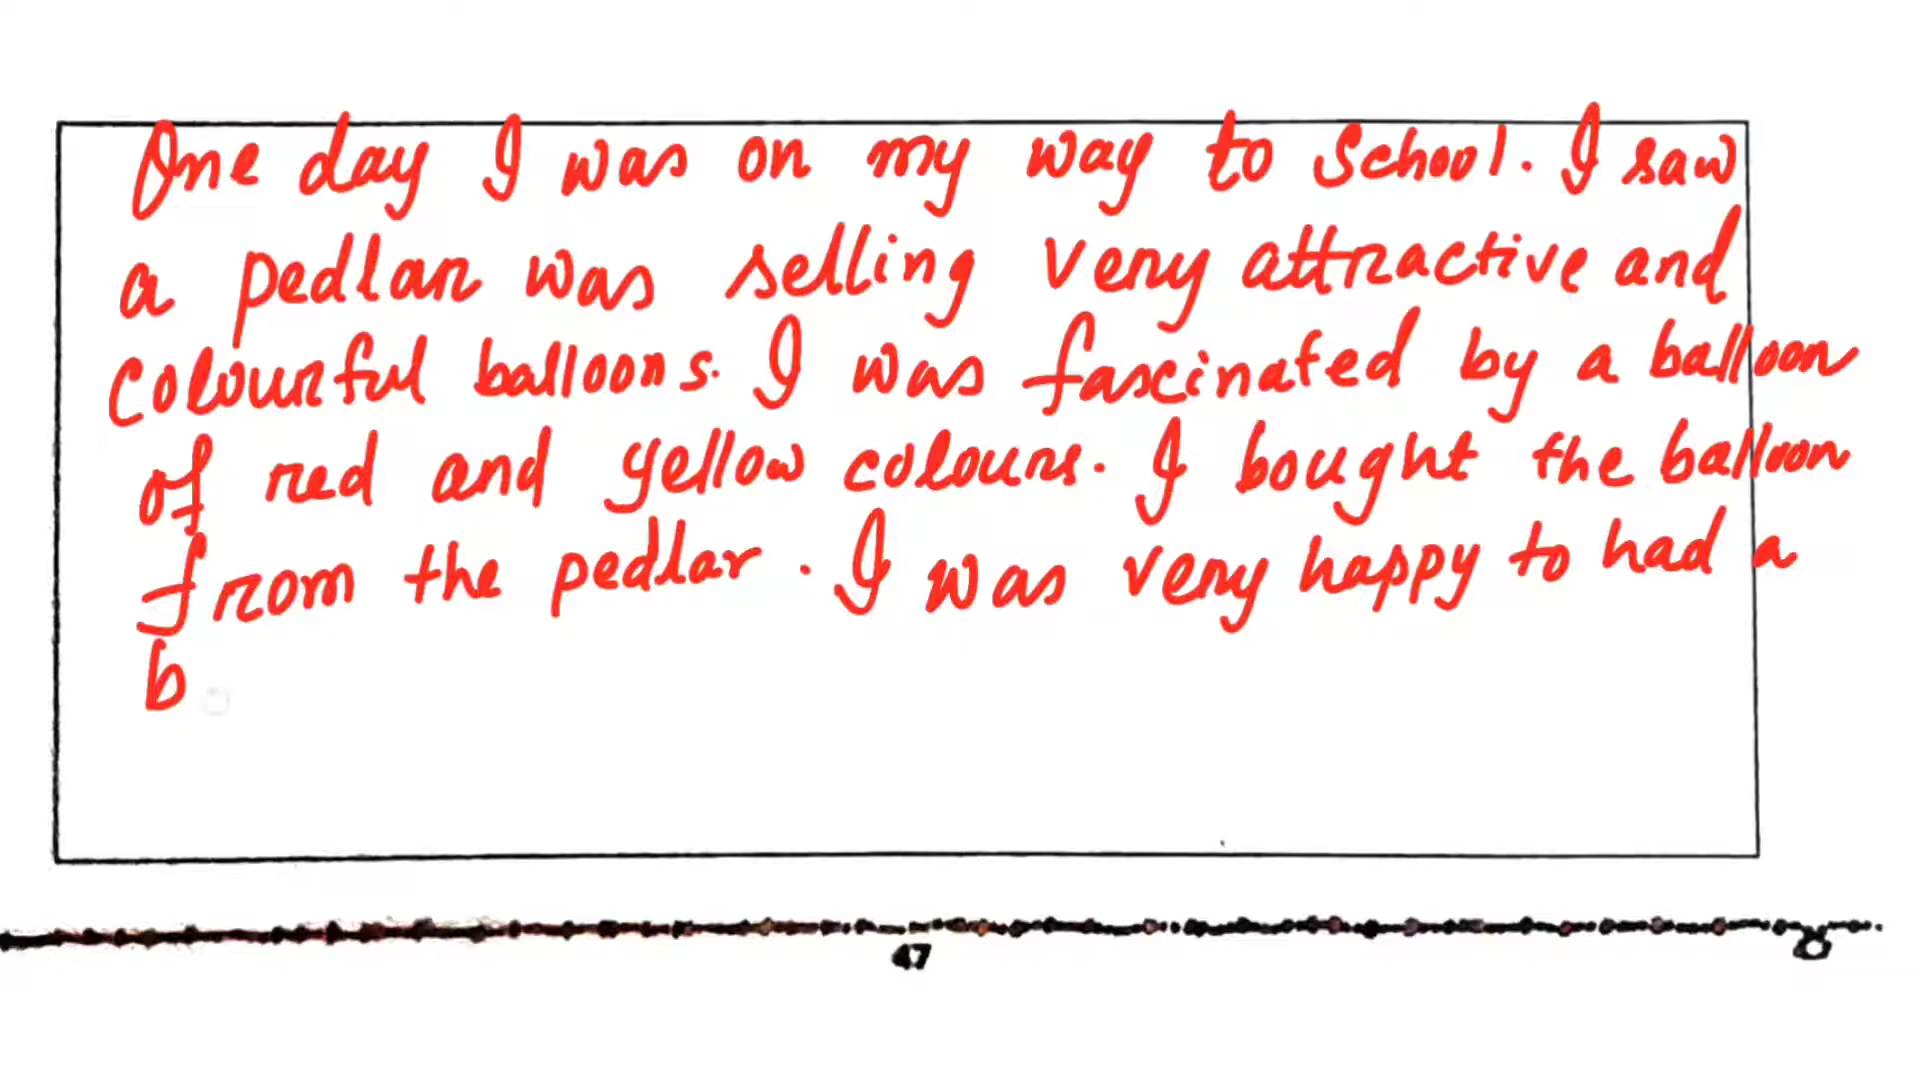 One day I was on my way to School. I saw
a pedlar was selling very attractive and
colourful balloons. I was fascinated by a balloon
of red and yellow colours. I bought the balloon
from the pedlar. I was very happy to had a
b
47